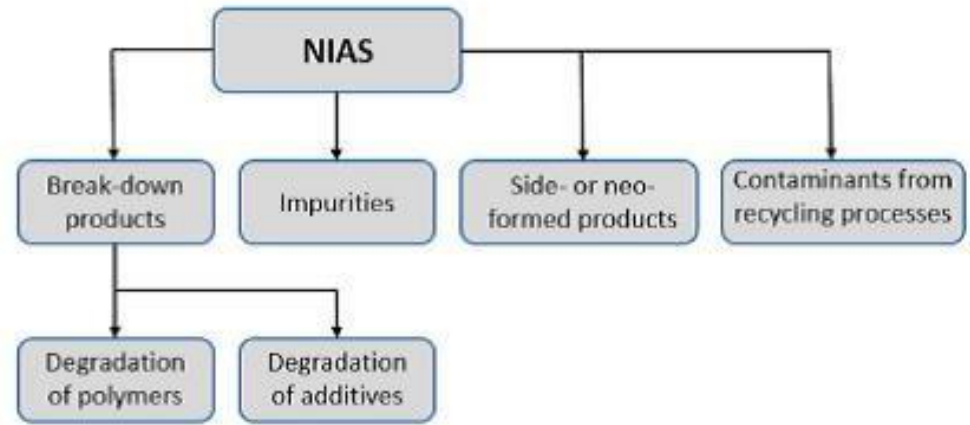 NIAS
Break-down
products
Impurities
Side- or neo-
formed products
Contaminants from
recycling processes
Degradation
of polymers
Degradation
of additives